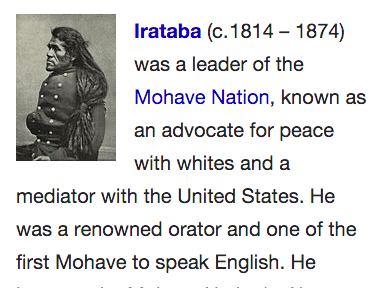 Irataba (c. 1814 – 1874)
was a leader of the
Mohave Nation, known as
an advocate for peace
with whites and a
mediator with the United States. He
was a renowned orator and one of the
first Mohave to speak English. He